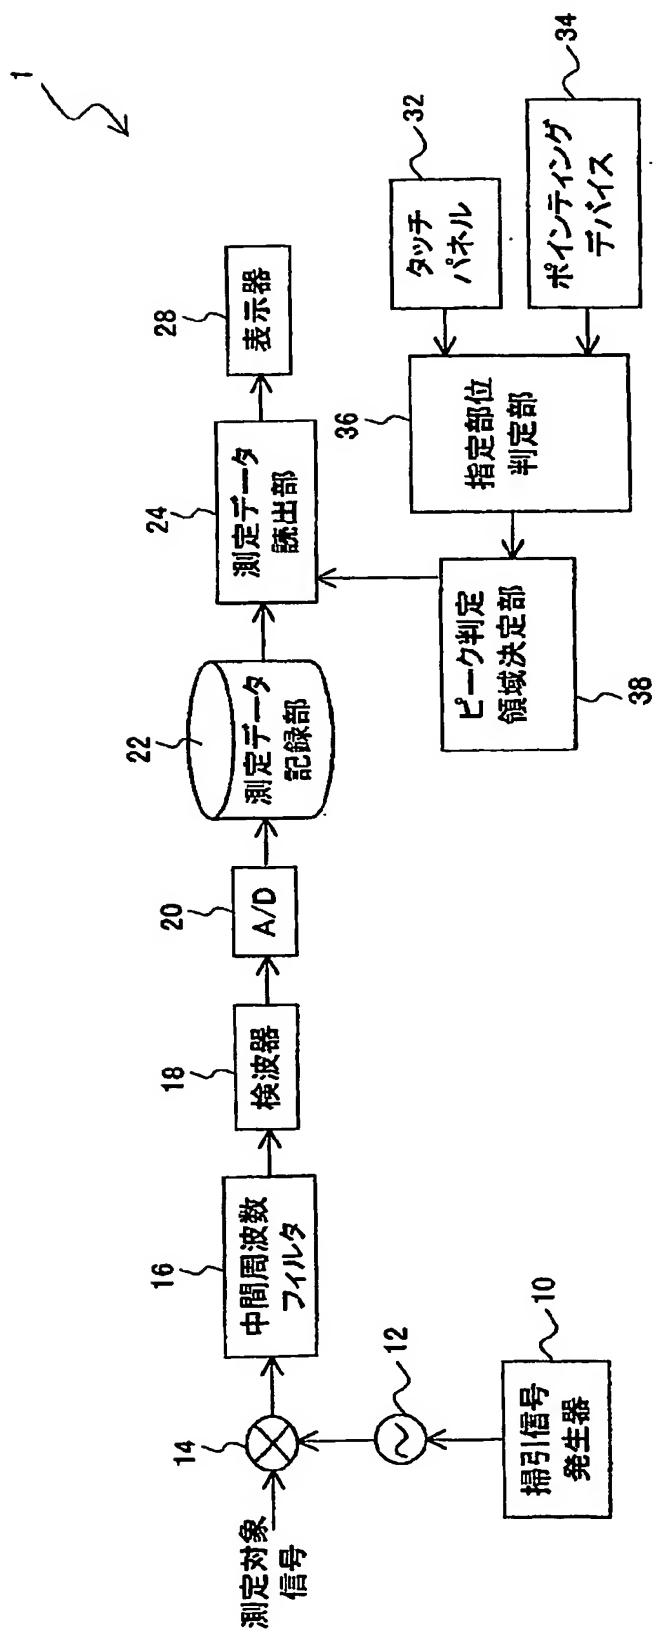 1
測定対象
信号
14
12
10
掃引信号
発生器
16
中間周波数
フィルタ
18
検波器
20
A/D
22
測定データ
記録部
24
測定データ
読出部
28
表示器
38
ピーク判定
領域決定部
36
指定部位
判定部
32
タッチ
パネル
34
ポインティング
デバイス